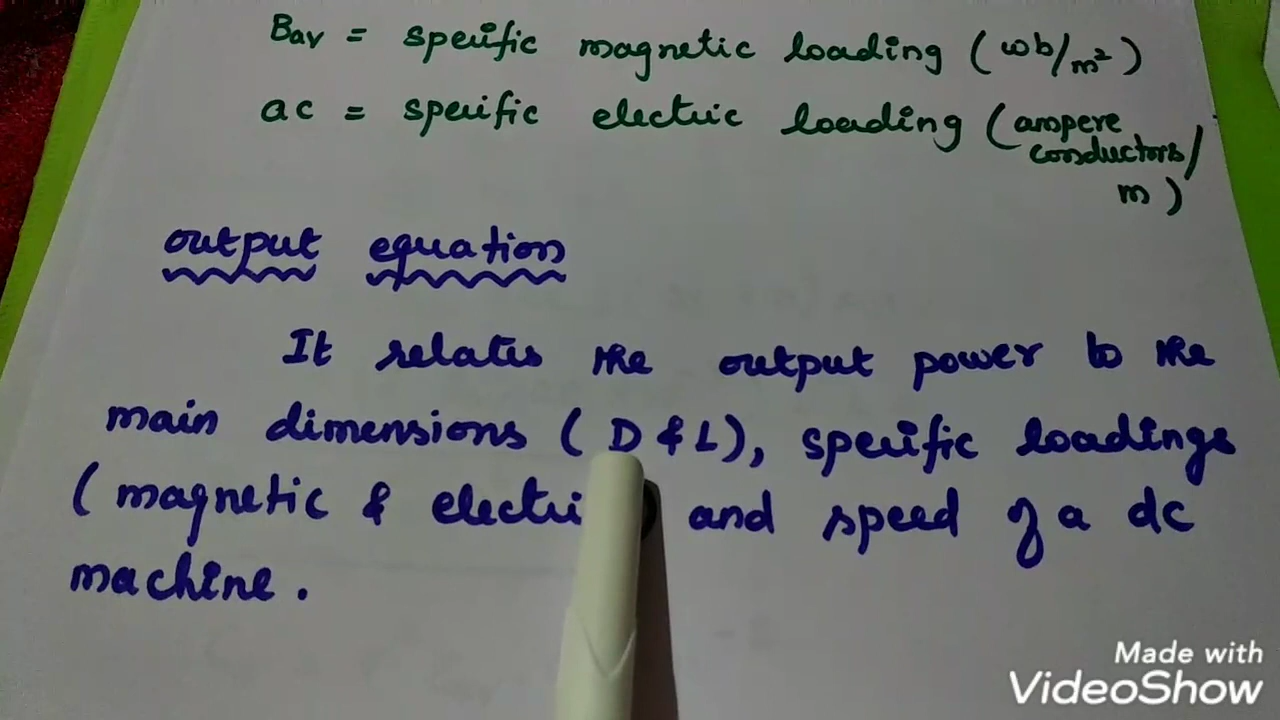 Bav = specific magnetic loading (wb/m²)
ac = specific electric loading (ampere
conductors/
m)
output equation
It relates the output power to the
main dimensions (D & L), specific loadings
(magnetic & electri and speed of a dc
machine.
Made with
VideoShow